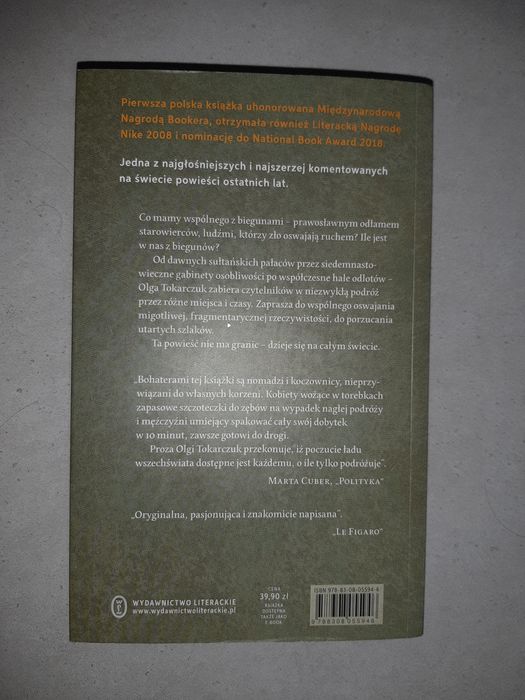 Pierwsza polska książka uhonorowana Międzynarodową
Nagrodą Bookera, otrzymała również Literacką Nagrodę
Nike 2008 i nominację do National Book Award 2018.
Jedna z najgłośniejszych i najszerzej komentowanych
na świecie powieści ostatnich lat.
Co mamy wspólnego z biegunami – prawosławnym odłamem
starowierców, ludźmi, którzy zło oswajają ruchem? Ile jest
w nas z biegunów?
Od dawnych sułtańskich pałaców przez siedemnasto-
wieczne gabinety osobliwości po współczesne hale odlotów –
Olga Tokarczuk zabiera czytelników w niezwykłą podróż
przez różne miejsca i czasy. Zaprasza do wspólnego oswajania
migotliwej, fragmentarycznej rzeczywistości, do porzucania
utartych szlaków.
Ta powieść nie ma granic – dzieje się na całym świecie.
„Bohaterami tej książki są nomadzi i koczownicy, nieprzy-
wiązani do własnych korzeni. Kobiety wożące w torebkach
zapasowe szczoteczki do zębów na wypadek nagłej podróży
i mężczyźni umiejący spakować cały swój dobytek
w 10 minut, zawsze gotowi do drogi.
Proza Olgi Tokarczuk przekonuje, iż poczucie ładu
wszechświata dostępne jest każdemu, o ile tylko podróżuje”.
Marta Cuber, „Polityka”
„Oryginalna, pasjonująca i znakomicie napisana”.
„Le Figaro”
WYDAWNICTWO LITERACKIE
www.wydawnictwoliterackie.pl
CENA
39,90 zł
KSIĄŻKA
DOSTĘPNA
TAKŻE JAKO
E-BOOK
ISBN 978-83-08-05594-6
9 788308 055946